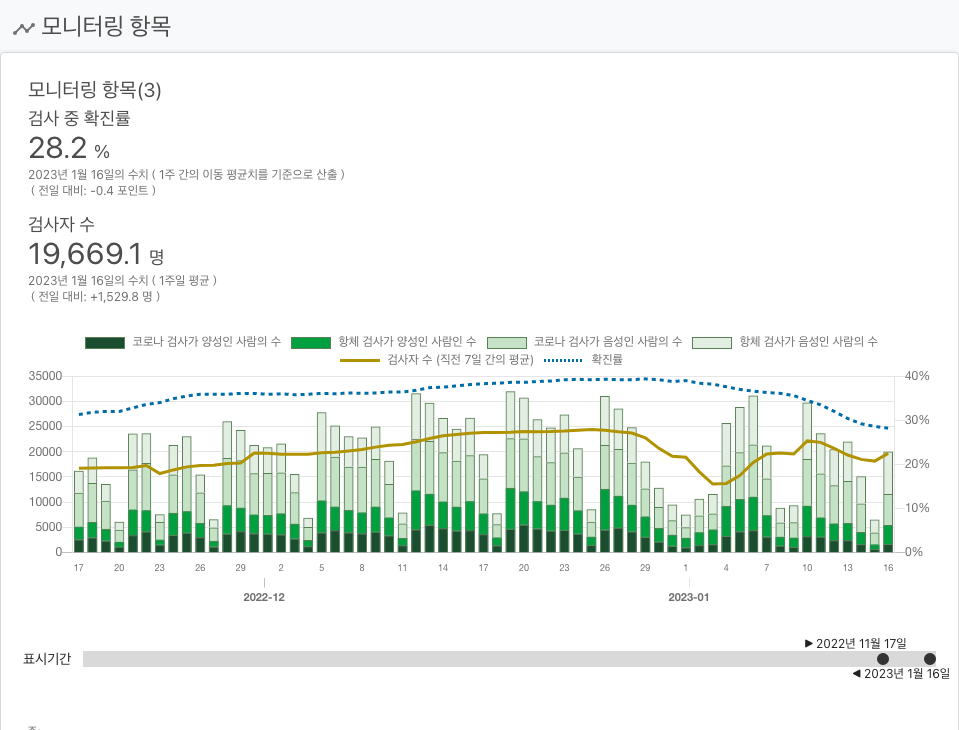 모니터링 항목
모니터링 항목(3)
검사 중 확진률
28.2 %
2023년 1월 16일의 수치 ( 1주 간의 이동 평균치를 기준으로 산출 )
( 전일 대비: -0.4 포인트 )
검사자 수
19,669.1 명
2023년 1월 16일의 수치 ( 1주일 평균 )
( 전일 대비: +1,529.8 명 )
코로나 검사가 양성인 사람의 수 항체 검사가 양성인 사람인 수 코로나 검사가 음성인 사람의 수 항체 검사가 음성인 사람의 수
검사자 수 (직전 7일 간의 평균) 확진률
35000 40%
30000
25000 30%
20000 20%
15000
10000 10%
5000
0 0%
17 20 23 26 29 2 5 8 11 14 17 20 23 26 29 1 4 7 10 13 16
2022-12 2023-01
▶ 2022년 11월 17일
표시기간
◀ 2023년 1월 16일